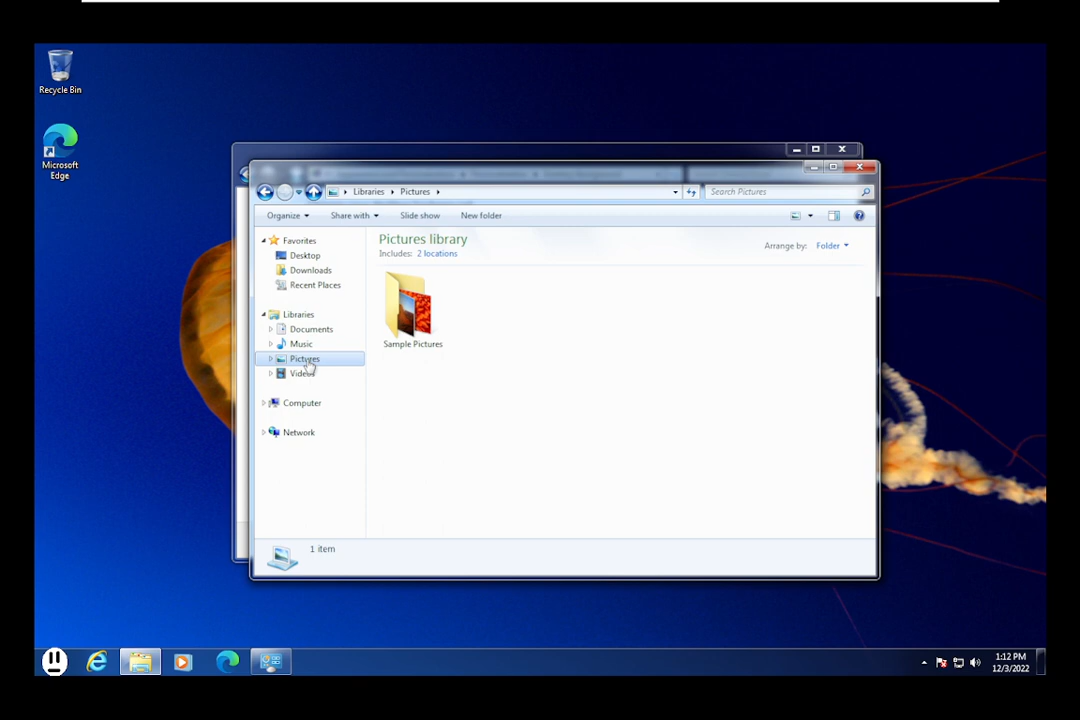 Recycle Bin
Microsoft
Edge
Libraries
Pictures
Search Pictures
Organize
Share with
Slide show
New folder
Favorites
Desktop
Downloads
Recent Places
Libraries
Documents
Music
Pictures
Videos
Computer
Network
Pictures library
Includes: 2 locations
Arrange by: Folder
Sample Pictures
1 item
1:12 PM
12/3/2022